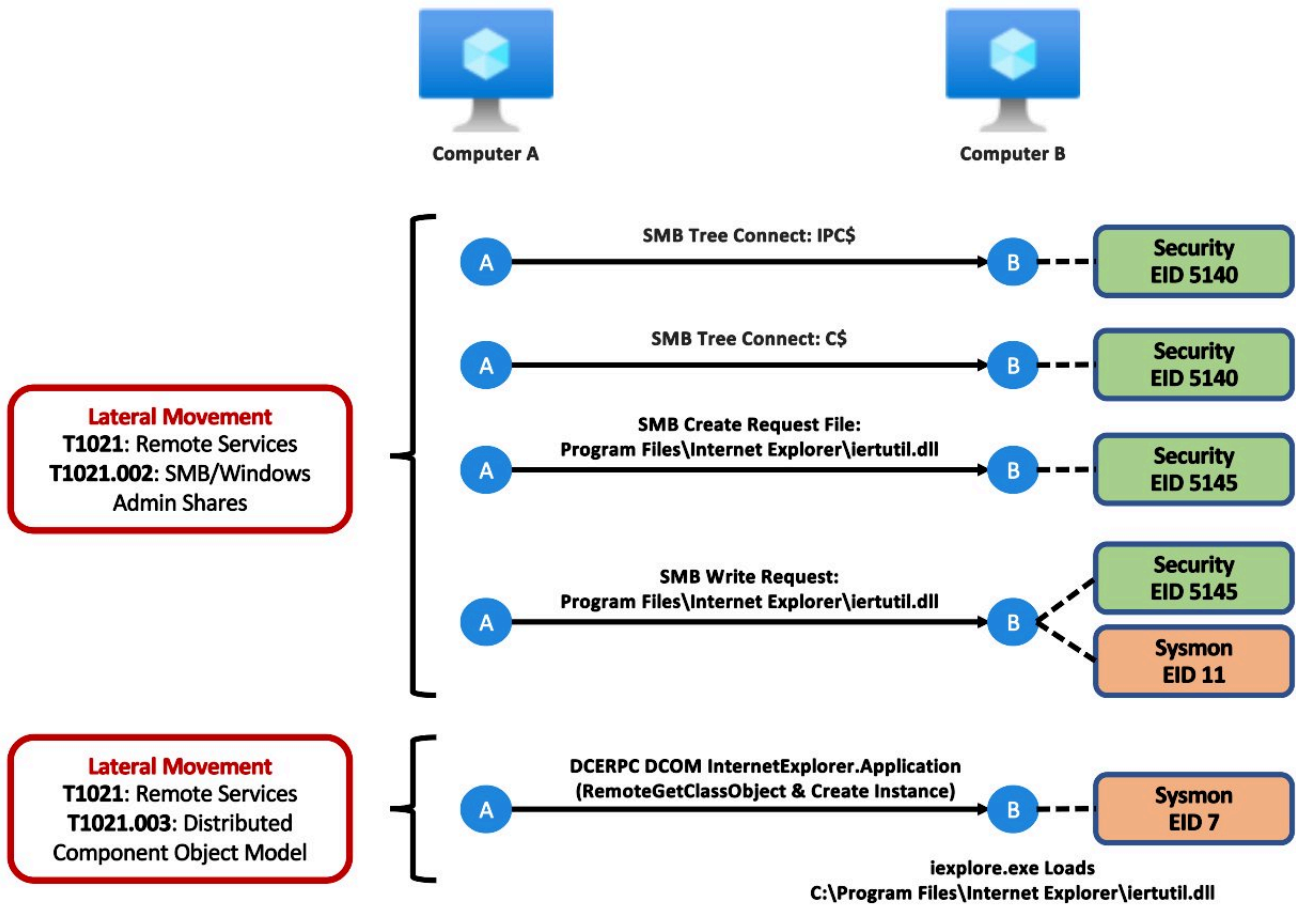 Computer A
Computer B
SMB Tree Connect: IPC$
A
B
Security
EID 5140
SMB Tree Connect: C$
A
B
Security
EID 5140
Lateral Movement
T1021: Remote Services
T1021.002: SMB/Windows
Admin Shares
SMB Create Request File:
Program Files\Internet Explorer\iertutil.dll
A
B
Security
EID 5145
SMB Write Request:
Program Files\Internet Explorer\iertutil.dll
A
B
Security
EID 5145
Sysmon
EID 11
Lateral Movement
T1021: Remote Services
T1021.003: Distributed
Component Object Model
DCERPC DCOM InternetExplorer.Application
(RemoteGetClassObject & Create Instance)
A
B
Sysmon
EID 7
iexplore.exe Loads
C:\Program Files\Internet Explorer\iertutil.dll